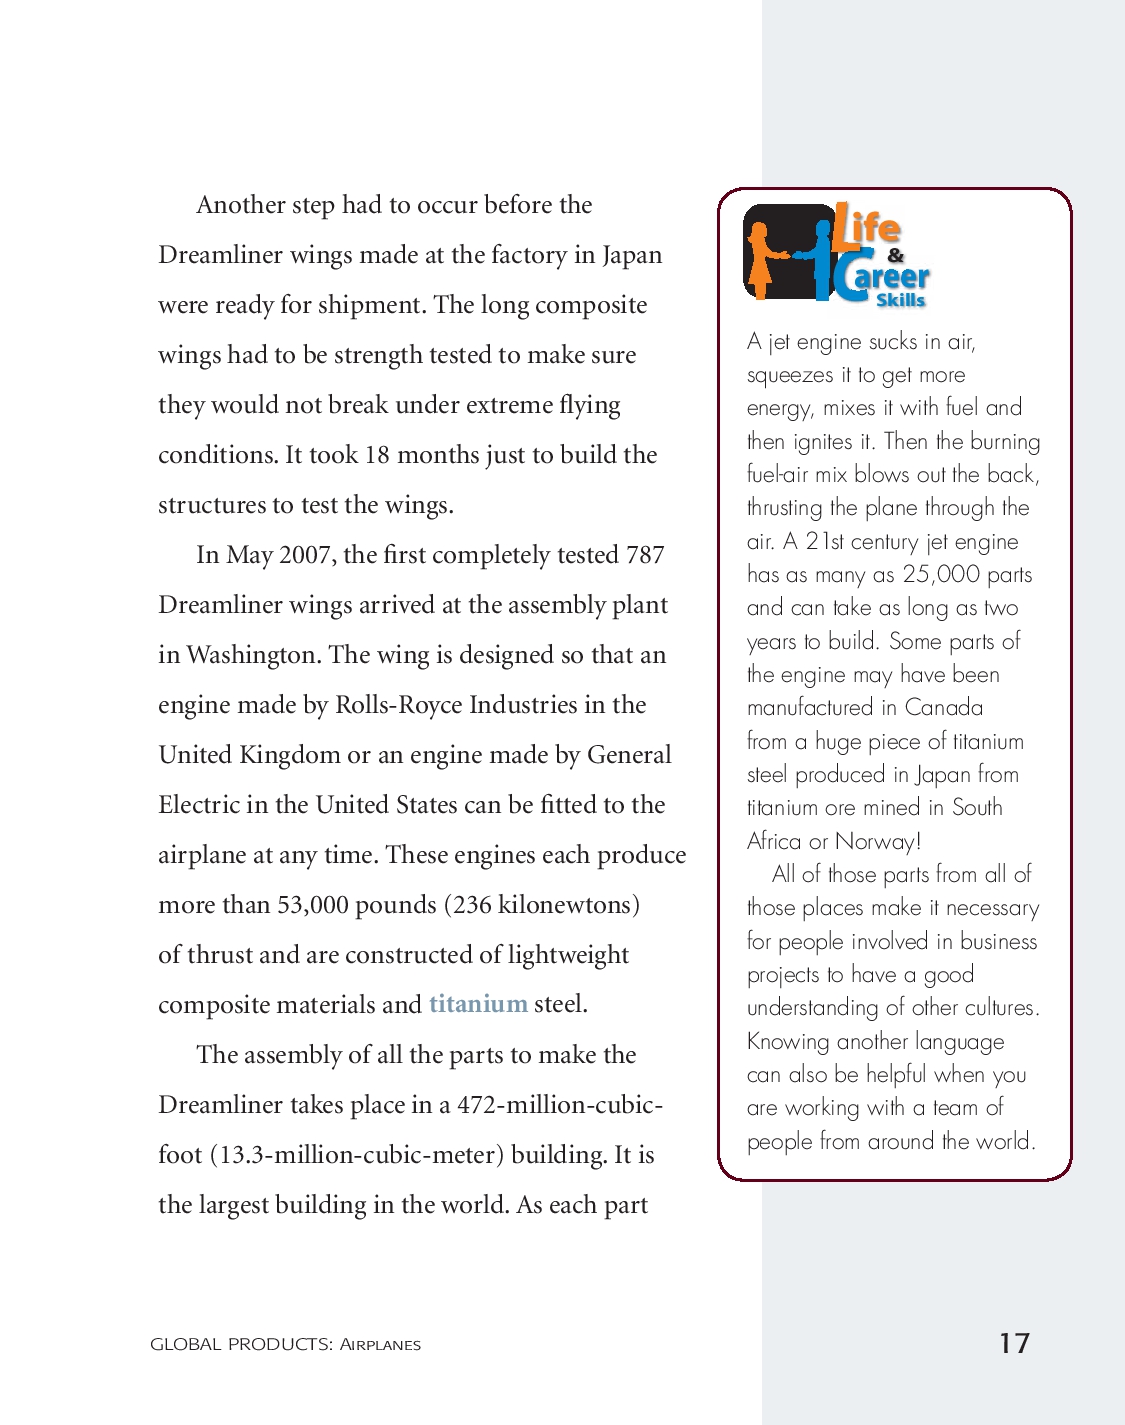 Another step had to occur before the
Dreamliner wings made at the factory in Japan
were ready for shipment. The long composite
wings had to be strength tested to make sure
they would not break under extreme flying
conditions. It took 18 months just to build the
structures to test the wings.
In May 2007, the first completely tested 787
Dreamliner wings arrived at the assembly plant
in Washington. The wing is designed so that an
engine made by Rolls-Royce Industries in the
United Kingdom or an engine made by General
Electric in the United States can be fitted to the
airplane at any time. These engines each produce
more than 53,000 pounds (236 kilonewtons)
of thrust and are constructed of lightweight
composite materials and titanium steel.
The assembly of all the parts to make the
Dreamliner takes place in a 472-million-cubic-
foot (13.3-million-cubic-meter) building. It is
the largest building in the world. As each part
Life
&
Career
Skills
A jet engine sucks in air,
squeezes it to get more
energy, mixes it with fuel and
then ignites it. Then the burning
fuel-air mix blows out the back,
thrusting the plane through the
air. A 21st century jet engine
has as many as 25,000 parts
and can take as long as two
years to build. Some parts of
the engine may have been
manufactured in Canada
from a huge piece of titanium
steel produced in Japan from
titanium ore mined in South
Africa or Norway!
All of those parts from all of
those places make it necessary
for people involved in business
projects to have a good
understanding of other cultures.
Knowing another language
can also be helpful when you
are working with a team of
people from around the world.
GLOBAL PRODUCTS: AIRPLANES
17